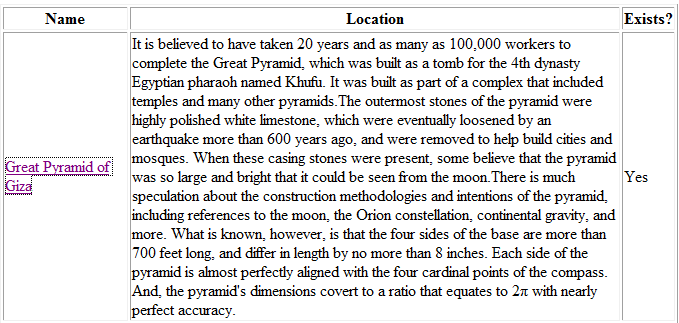 Name Location Exists?
It is believed to have taken 20 years and as many as 100,000 workers to
complete the Great Pyramid, which was built as a tomb for the 4th dynasty
Egyptian pharaoh named Khufu. It was built as part of a complex that included
temples and many other pyramids.The outermost stones of the pyramid were
highly polished white limestone, which were eventually loosened by an
earthquake more than 600 years ago, and were removed to help build cities and
mosques. When these casing stones were present, some believe that the pyramid
was so large and bright that it could be seen from the moon.There is much
speculation about the construction methodologies and intentions of the pyramid,
including references to the moon, the Orion constellation, continental gravity, and
more. What is known, however, is that the four sides of the base are more than
700 feet long, and differ in length by no more than 8 inches. Each side of the
pyramid is almost perfectly aligned with the four cardinal points of the compass.
And, the pyramid's dimensions covert to a ratio that equates to 2π with nearly
perfect accuracy.
Great Pyramid of
Giza
Yes